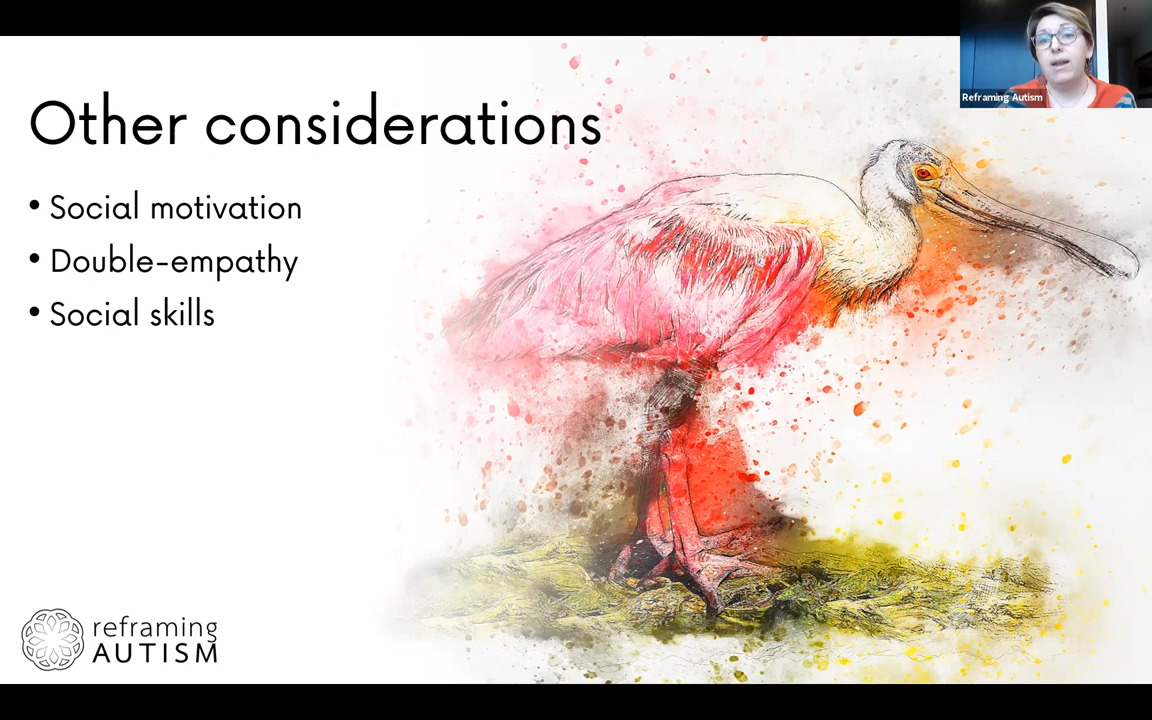 Reframing Autism
Other considerations
• Social motivation
• Double-empathy
• Social skills
reframing
AUTISM